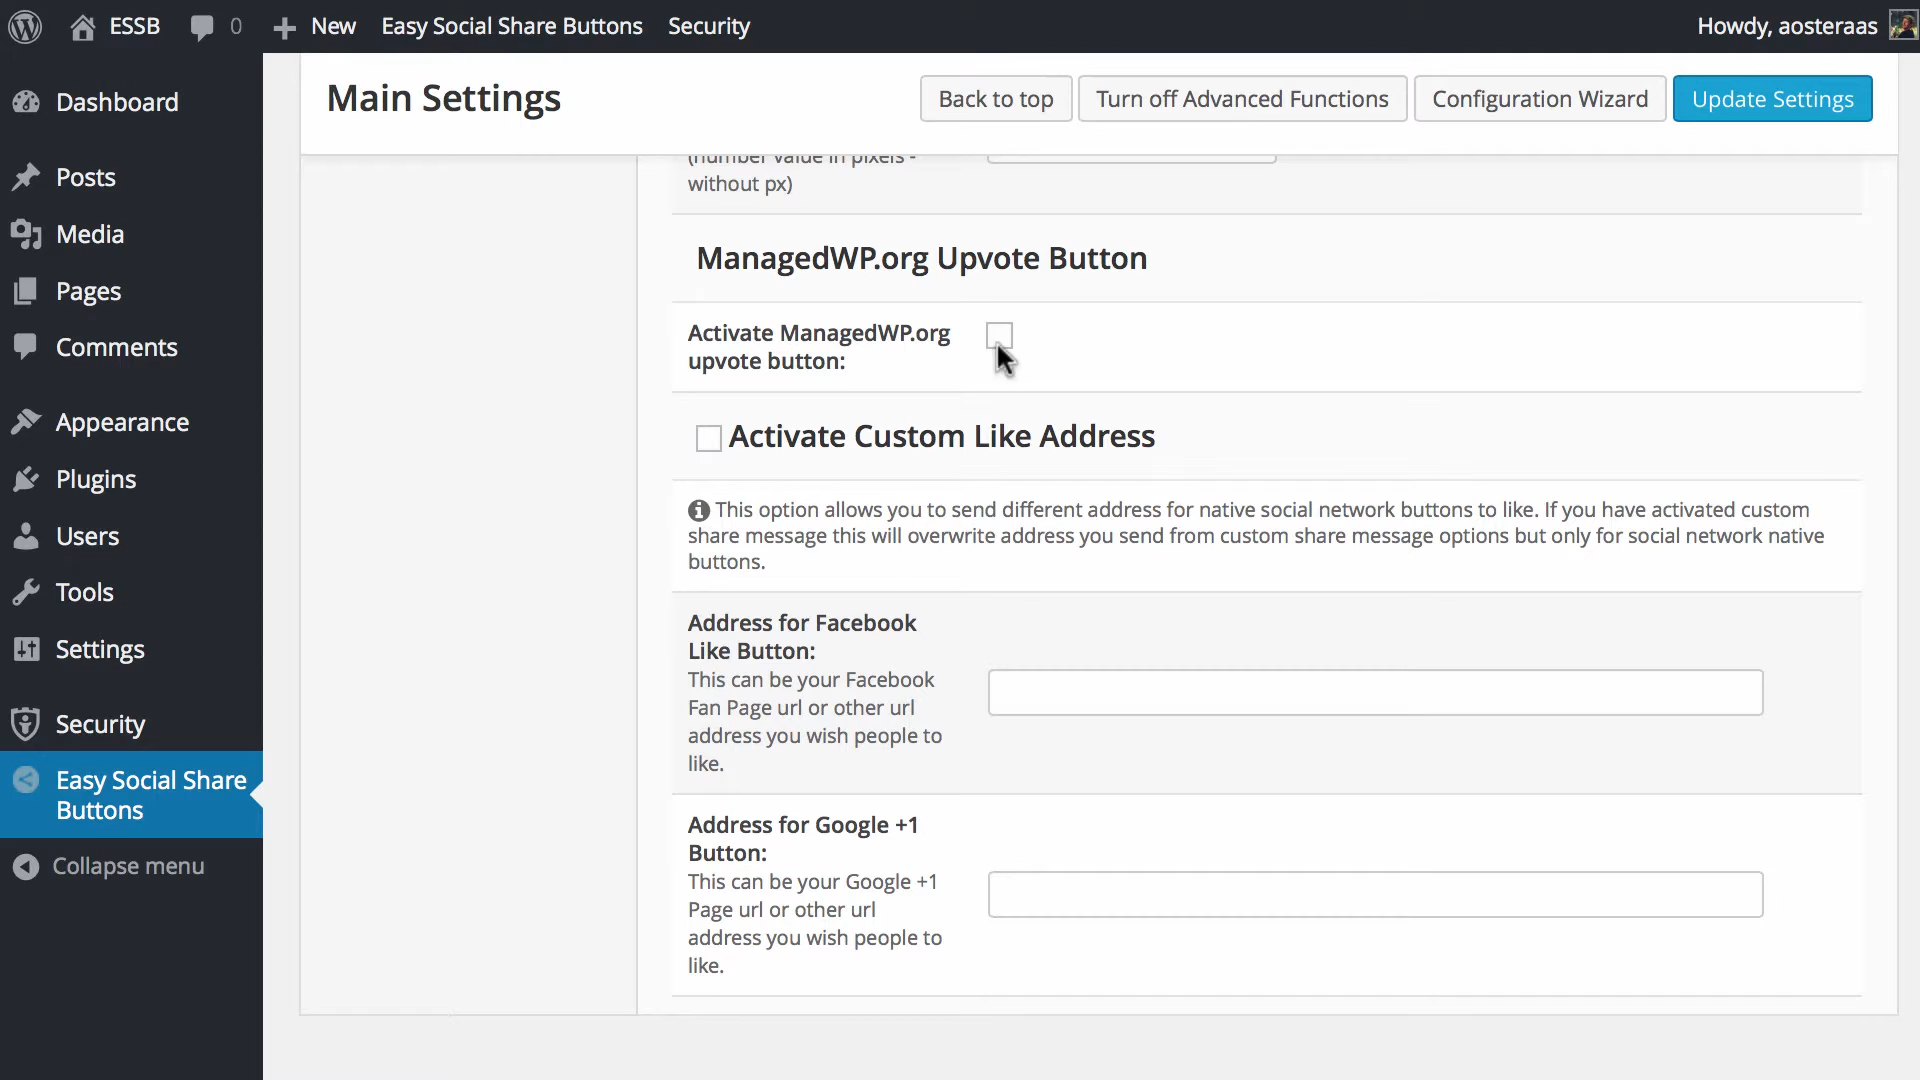 ESSB 0 New Easy Social Share Buttons Security Howdy, aosteraas
Dashboard
Posts
Media
Pages
Comments
Appearance
Plugins
Users
Tools
Settings
Security
Easy Social Share
Buttons
Collapse menu
Main Settings Back to top Turn off Advanced Functions Configuration Wizard Update Settings
(number value in pixels -
without px)
ManagedWP.org Upvote Button
Activate ManagedWP.org
upvote button:
Activate Custom Like Address
This option allows you to send different address for native social network buttons to like. If you have activated custom
share message this will overwrite address you send from custom share message options but only for social network native
buttons.
Address for Facebook
Like Button:
This can be your Facebook
Fan Page url or other url
address you wish people to
like.
Address for Google +1
Button:
This can be your Google +1
Page url or other url
address you wish people to
like.